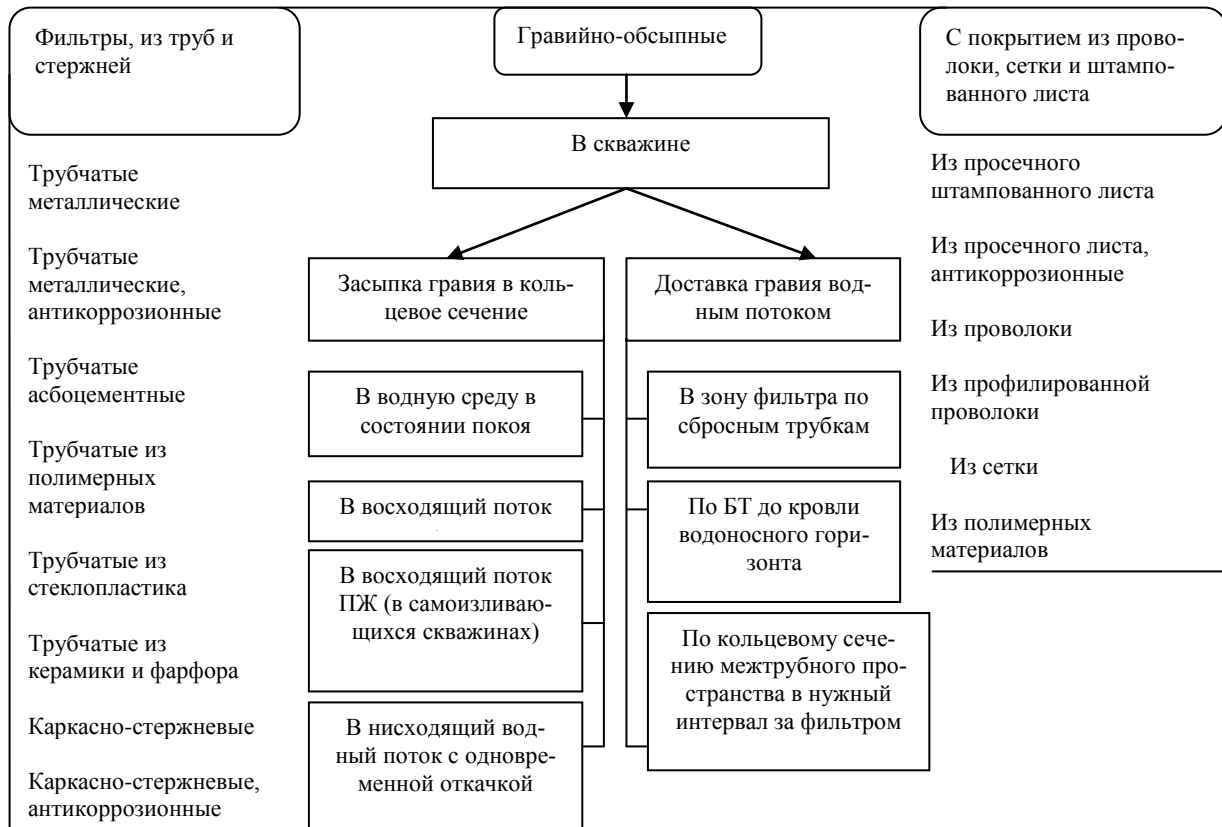 Фильтры, из труб и
стержней
Трубчатые
металлические
Трубчатые
металлические,
антикоррозионные
Трубчатые
асбоцементные
Трубчатые из
полимерных
материалов
Трубчатые из
стеклопластика
Трубчатые из
керамики и фарфора
Каркасно-стержневые
Каркасно-стержневые,
антикоррозионные
Гравийно-обсыпные
В скважине
Засыпка гравия в коль-
цевое сечение
В водную среду в
состоянии покоя
В восходящий поток
В восходящий поток
ПЖ (в самоизливаю-
щихся скважинах)
В нисходящий вод-
ный поток с одновре-
менной откачкой
Доставка гравия вод-
ным потоком
В зону фильтра по
сбросным трубкам
По БТ до кровли
водоносного гори-
зонта
По кольцевому сече-
нию межтрубного про-
странства в нужный
интервал за фильтром
С покрытием из прово-
локи, сетки и штампо-
ванного листа
Из просечного
штампованного листа
Из просечного листа,
антикоррозионные
Из проволоки
Из профилированной
проволоки
Из сетки
Из полимерных
материалов